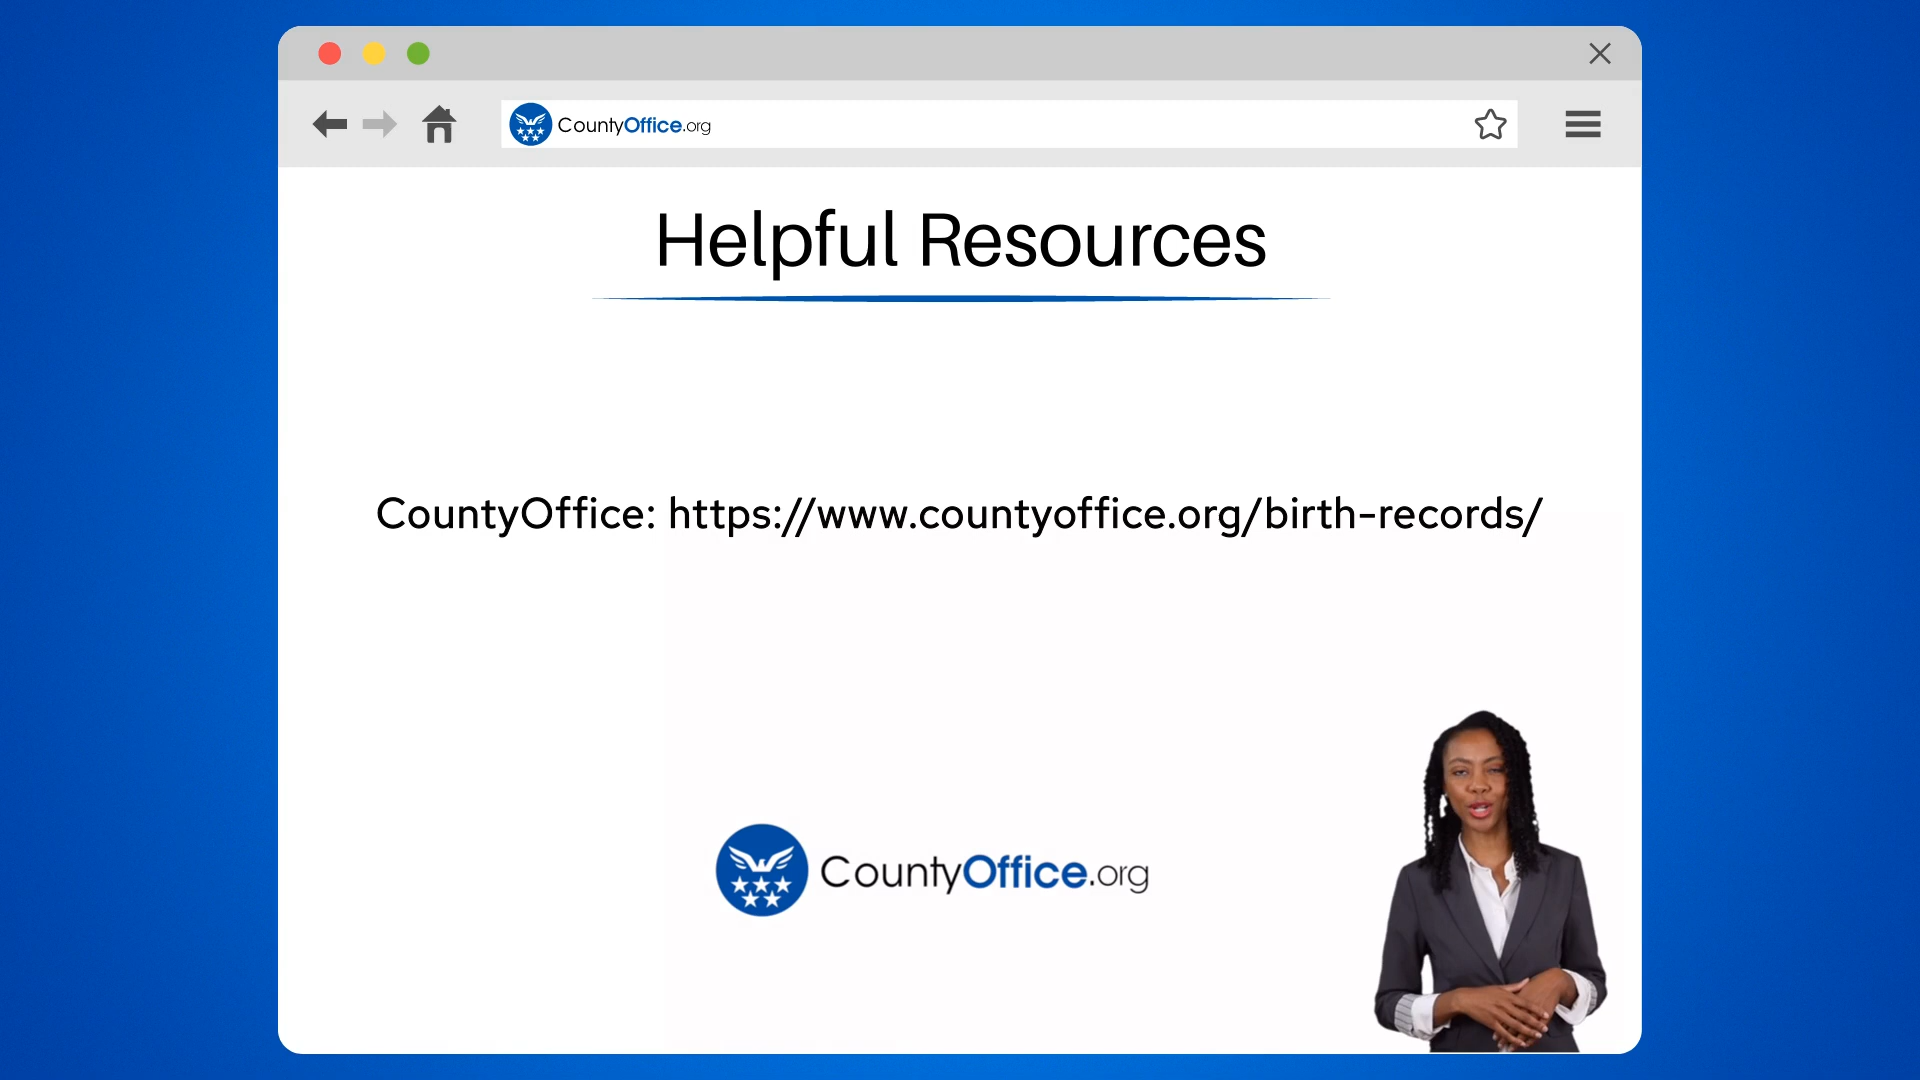 CountyOffice.org
Helpful Resources
CountyOffice: https://www.countyoffice.org/birth-records/
CountyOffice.org